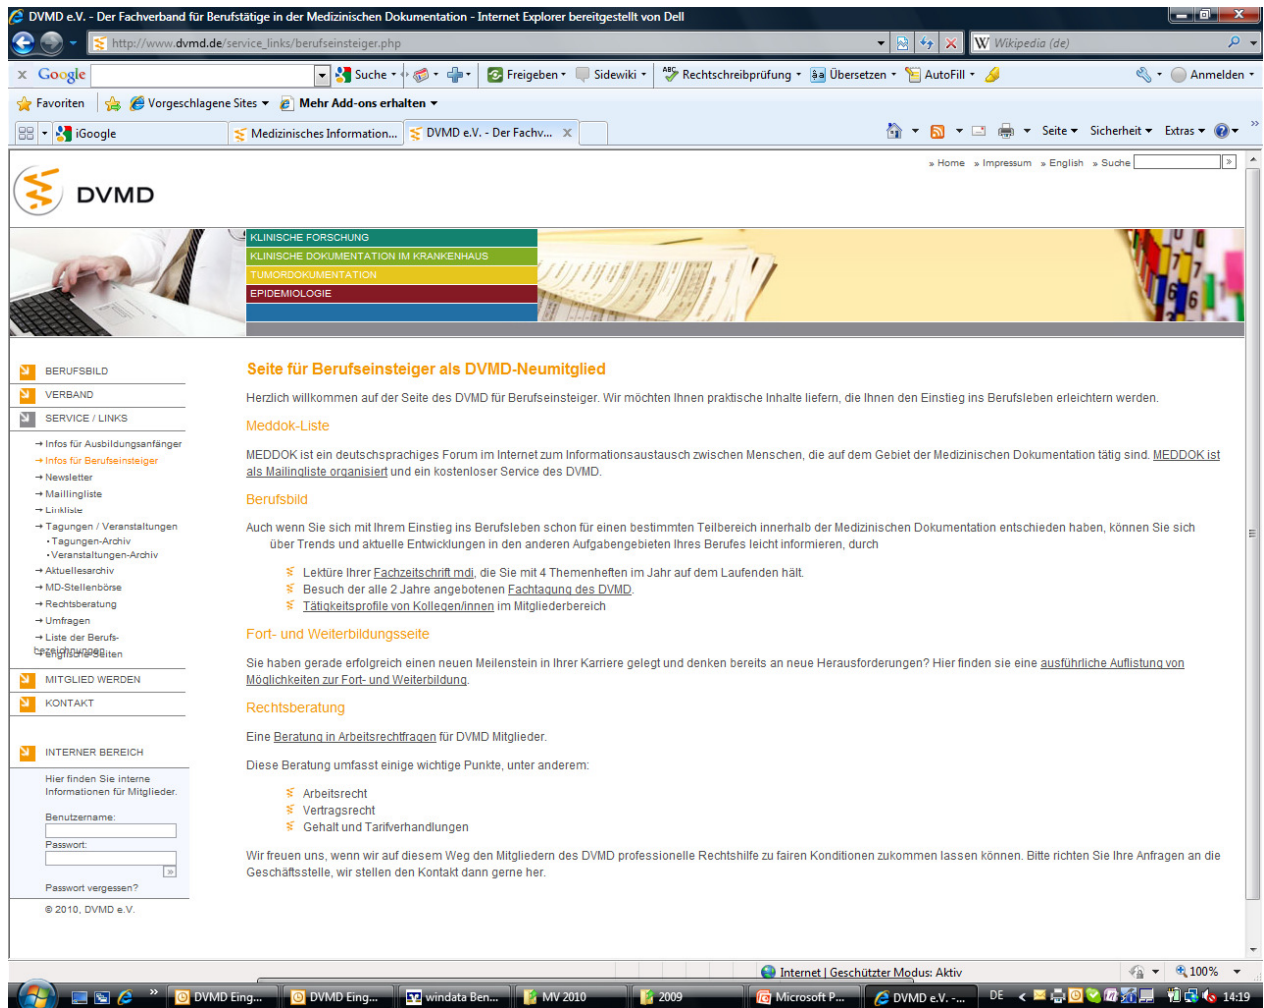 DVMD e.V. - Der Fachverband für Berufstätige in der Medizinischen Dokumentation - Internet Explorer bereitgestellt von Dell
http://www.dvmd.de/service_links/berufseinsteiger.php
Wikipedia (de)
x Google Suche Freigeben Sidewiki Rechtschreibprüfung Übersetzen AutoFill Anmelden
Favoriten Vorgeschlagene Sites Mehr Add-ons erhalten
iGoogle Medizinisches Information... DVMD e.V. - Der Fachv... X Seite Sicherheit Extras
» Home » Impressum » English » Suche
DVMD
KLINISCHE FORSCHUNG
KLINISCHE DOKUMENTATION IM KRANKENHAUS
TUMORDOKUMENTATION
EPIDEMIOLOGIE
BERUFSBILD
VERBAND
SERVICE / LINKS
Infos für Ausbildungsanfänger
Infos für Berufseinsteiger
Newsletter
Maillingliste
Linkliste
Tagungen / Veranstaltungen
Tagungen-Archiv
Veranstaltungen-Archiv
Aktuellesarchiv
MD-Stellenbörse
Rechtsberatung
Umfragen
Liste der Berufs-
bezeichnungen
englische Seiten
MITGLIED WERDEN
KONTAKT
INTERNER BEREICH
Hier finden Sie interne
Informationen für Mitglieder.
Benutzername:
Passwort:
Passwort vergessen?
© 2010, DVMD e.V.
Seite für Berufseinsteiger als DVMD-Neumitglied
Herzlich willkommen auf der Seite des DVMD für Berufseinsteiger. Wir möchten Ihnen praktische Inhalte liefern, die Ihnen den Einstieg ins Berufsleben erleichtern werden.
Meddok-Liste
MEDDOK ist ein deutschsprachiges Forum im Internet zum Informationsaustausch zwischen Menschen, die auf dem Gebiet der Medizinischen Dokumentation tätig sind. MEDDOK ist
als Mailingliste organisiert und ein kostenloser Service des DVMD.
Berufsbild
Auch wenn Sie sich mit Ihrem Einstieg ins Berufsleben schon für einen bestimmten Teilbereich innerhalb der Medizinischen Dokumentation entschieden haben, können Sie sich
über Trends und aktuelle Entwicklungen in den anderen Aufgabengebieten Ihres Berufes leicht informieren, durch
Lektüre Ihrer Fachzeitschrift mdi, die Sie mit 4 Themenheften im Jahr auf dem Laufenden hält.
Besuch der alle 2 Jahre angebotenen Fachtagung des DVMD.
Tätigkeitsprofile von Kollegen/innen im Mitgliederbereich
Fort- und Weiterbildungsseite
Sie haben gerade erfolgreich einen neuen Meilenstein in Ihrer Karriere gelegt und denken bereits an neue Herausforderungen? Hier finden sie eine ausführliche Auflistung von
Möglichkeiten zur Fort- und Weiterbildung.
Rechtsberatung
Eine Beratung in Arbeitsrechtfragen für DVMD Mitglieder.
Diese Beratung umfasst einige wichtige Punkte, unter anderem:
Arbeitsrecht
Vertragsrecht
Gehalt und Tarifverhandlungen
Wir freuen uns, wenn wir auf diesem Weg den Mitgliedern des DVMD professionelle Rechtshilfe zu fairen Konditionen zukommen lassen können. Bitte richten Sie Ihre Anfragen an die
Geschäftsstelle, wir stellen den Kontakt dann gerne her.
Internet | Geschützter Modus: Aktiv 100%
DVMD Eing... DVMD Eing... windata Ben... MV 2010 2009 Microsoft P... DVMD e.V. -... DE 14:19